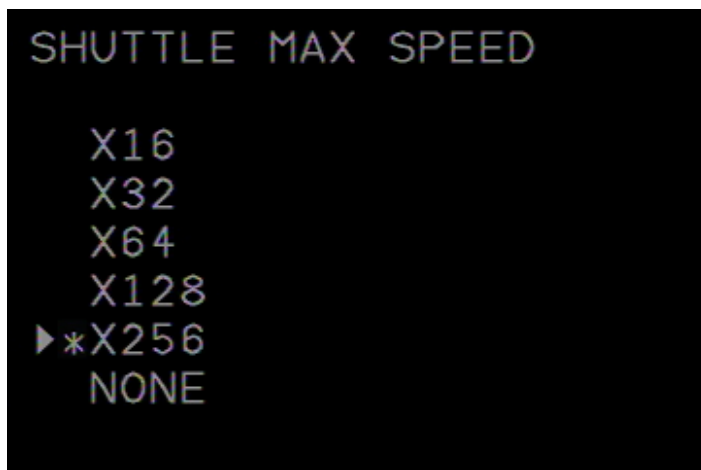 SHUTTLE MAX SPEED
X16
X32
X64
X128
▶*X256
NONE